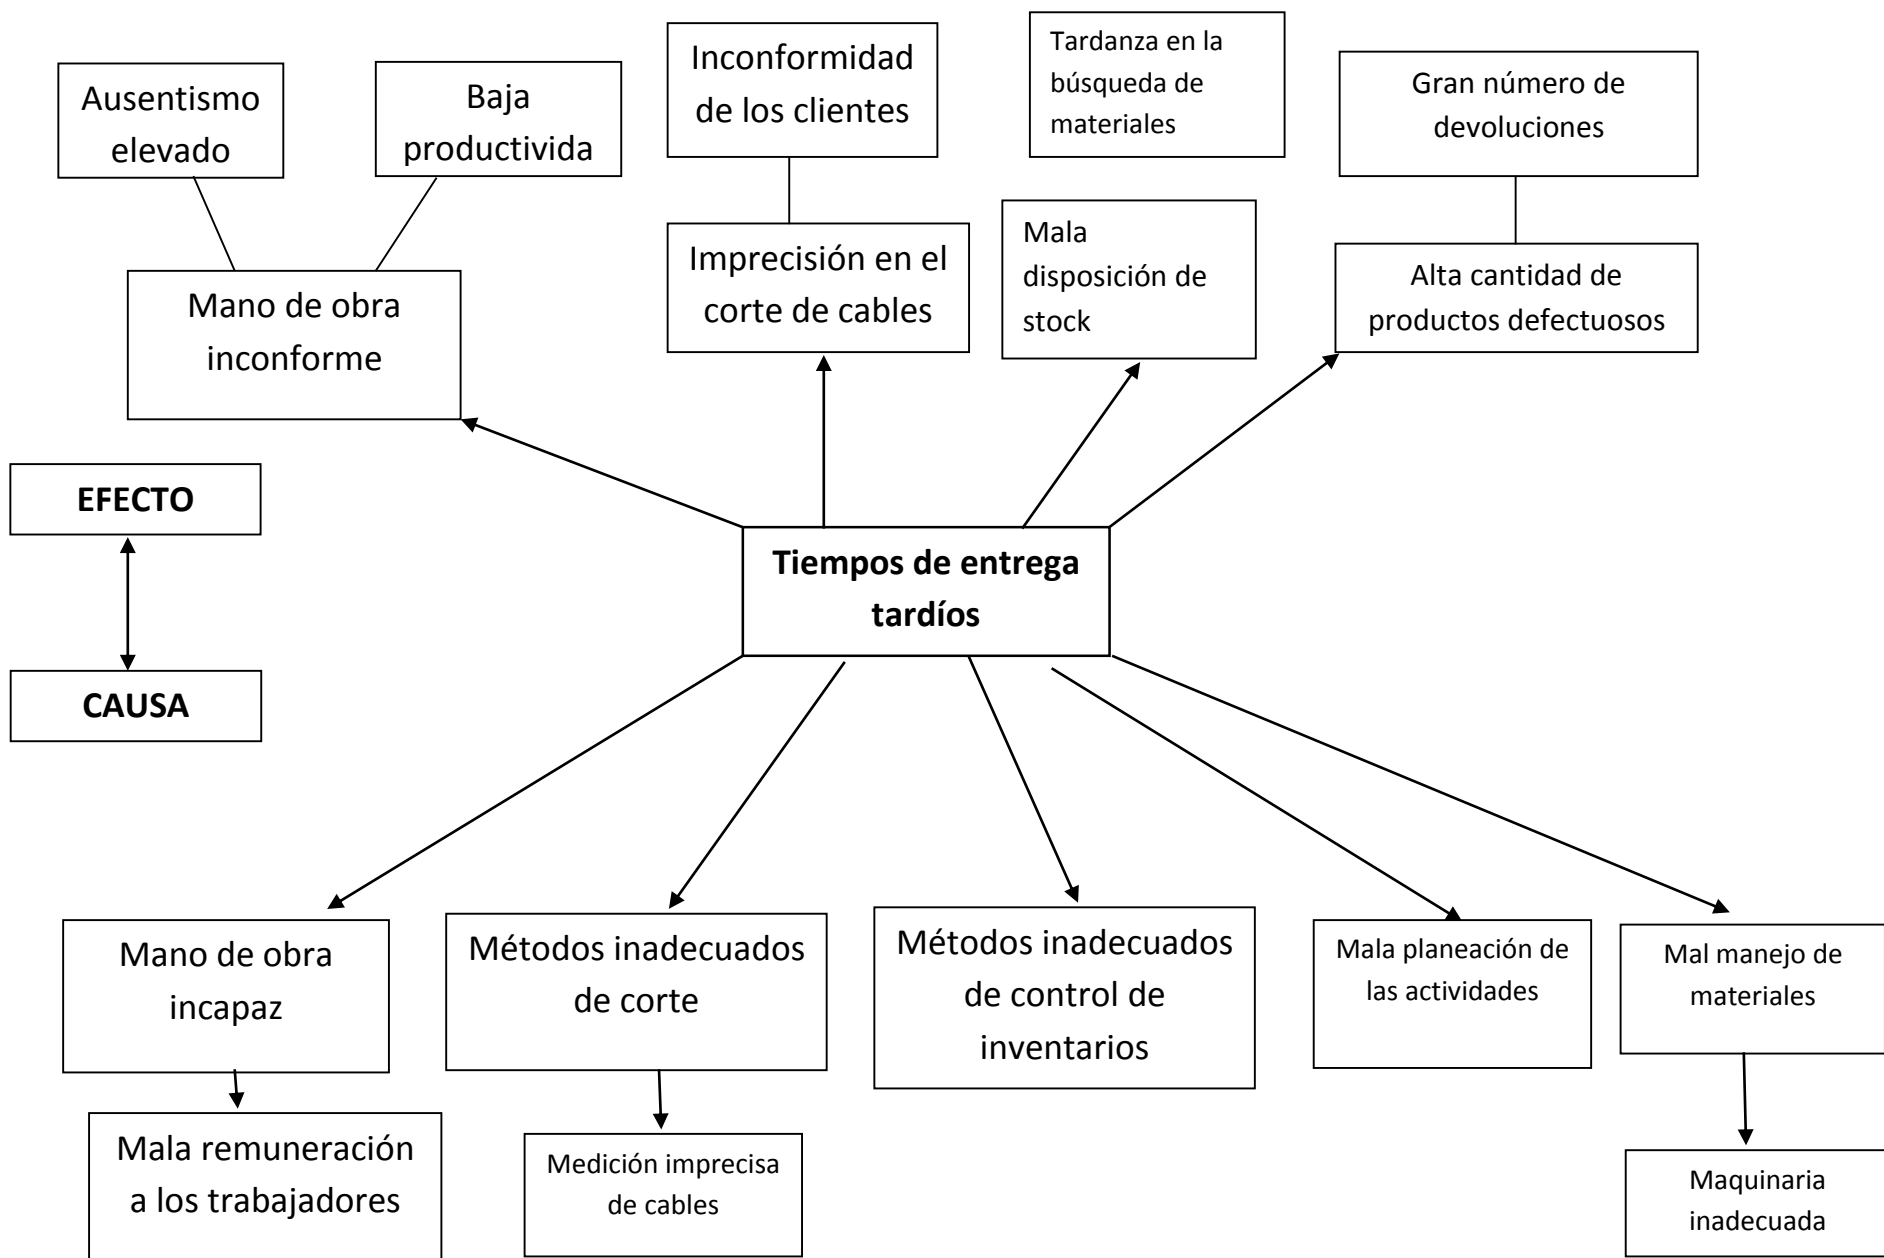 Ausentismo
elevado
Baja
productivida
Inconformidad
de los clientes
Tardanza en la
búsqueda de
materiales
Gran número de
devoluciones
Mano de obra
inconforme
Imprecisión en el
corte de cables
Mala
disposición de
stock
Alta cantidad de
productos defectuosos
EFECTO
Tiempos de entrega
tardíos
CAUSA
Mano de obra
incapaz
Métodos inadecuados
de corte
Métodos inadecuados
de control de
inventarios
Mala planeación de
las actividades
Mal manejo de
materiales
Mala remuneración
a los trabajadores
Medición imprecisa
de cables
Maquinaria
inadecuada